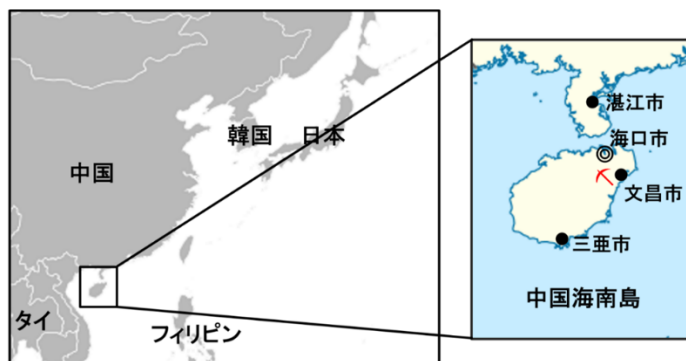 韓国 日本
中国
タイ
フィリピン
湛江市
海口市
文昌市
三亜市
中国海南島